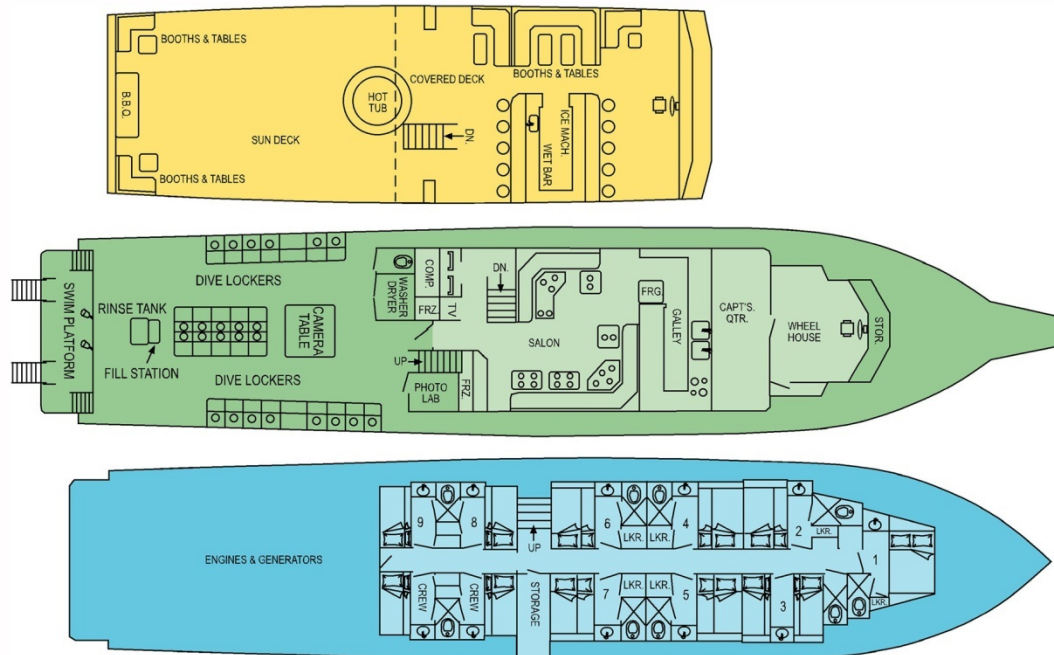 BOOTHS & TABLES
COVERED DECK
BOOTHS & TABLES
B.B.Q.
HOT
TUB
SUN DECK
DN.
ICE MACH.
WET BAR
BOOTHS & TABLES
DIVE LOCKERS
RINSE TANK
SWIM PLATFORM
FILL STATION
CAMERA
TABLE
DIVE LOCKERS
WASHER
DRYER
COMP.
FRZ.
TV
DN.
UP
PHOTO
LAB
FRZ.
SALON
FRG.
GALLEY
CAPT'S.
QTR.
WHEEL
HOUSE
STOR.
ENGINES & GENERATORS
9
8
UP
6
LKR.
LKR.
4
2
LKR.
1
CREW
CREW
STORAGE
7
LKR.
LKR.
5
3
LKR.